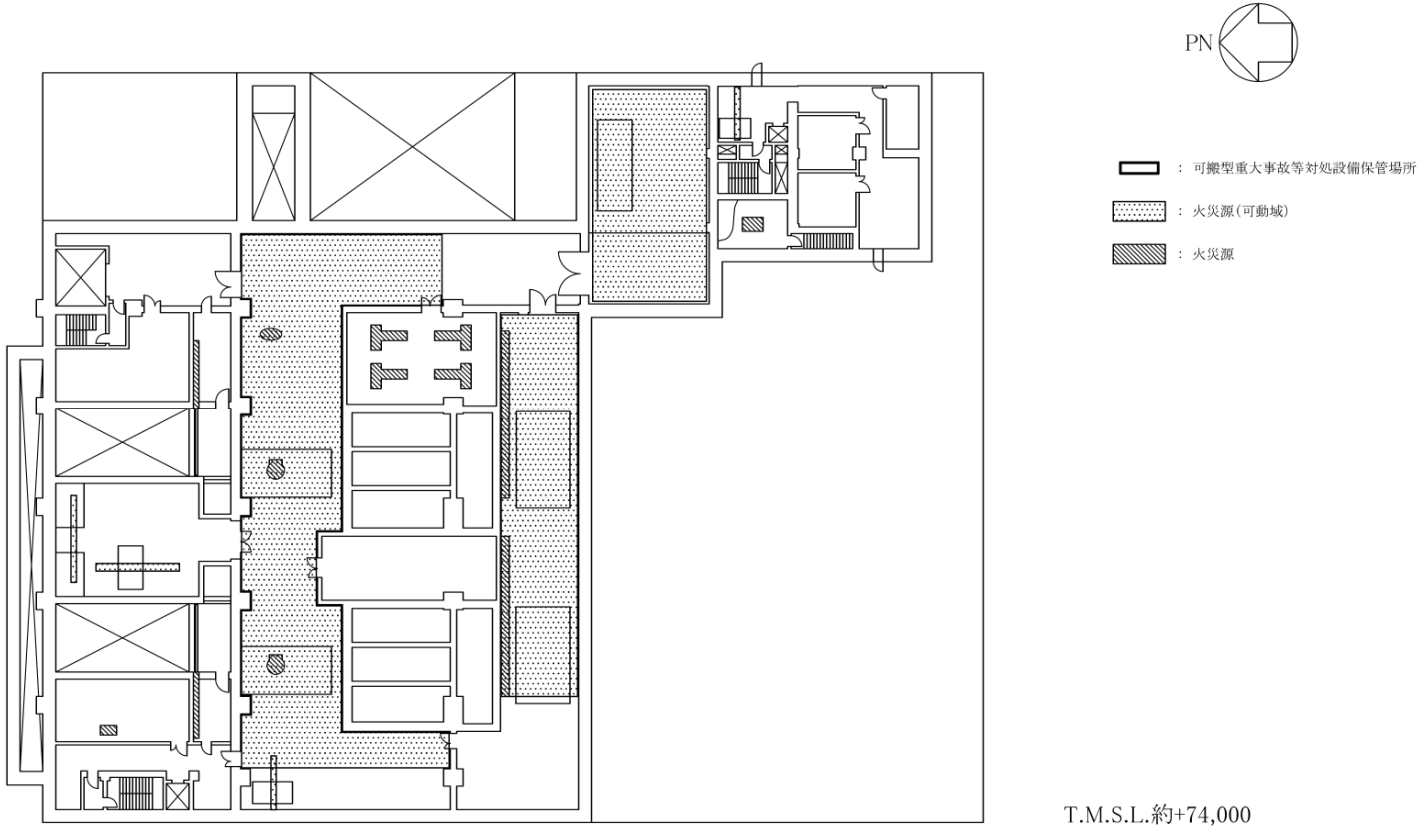 PN
： 可搬型重大事故等対処設備保管場所
： 火災源(可動域)
： 火災源
T.M.S.L.約+74,000